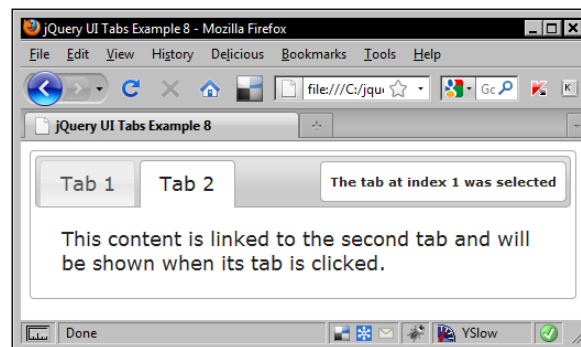 jQuery UI Tabs Example 8 - Mozilla Firefox
File Edit View History Delicious Bookmarks Tools Help
file:///C:/jqu Gc K
jQuery UI Tabs Example 8
Tab 1 Tab 2 The tab at index 1 was selected
This content is linked to the second tab and will
be shown when its tab is clicked.
Done YSlow